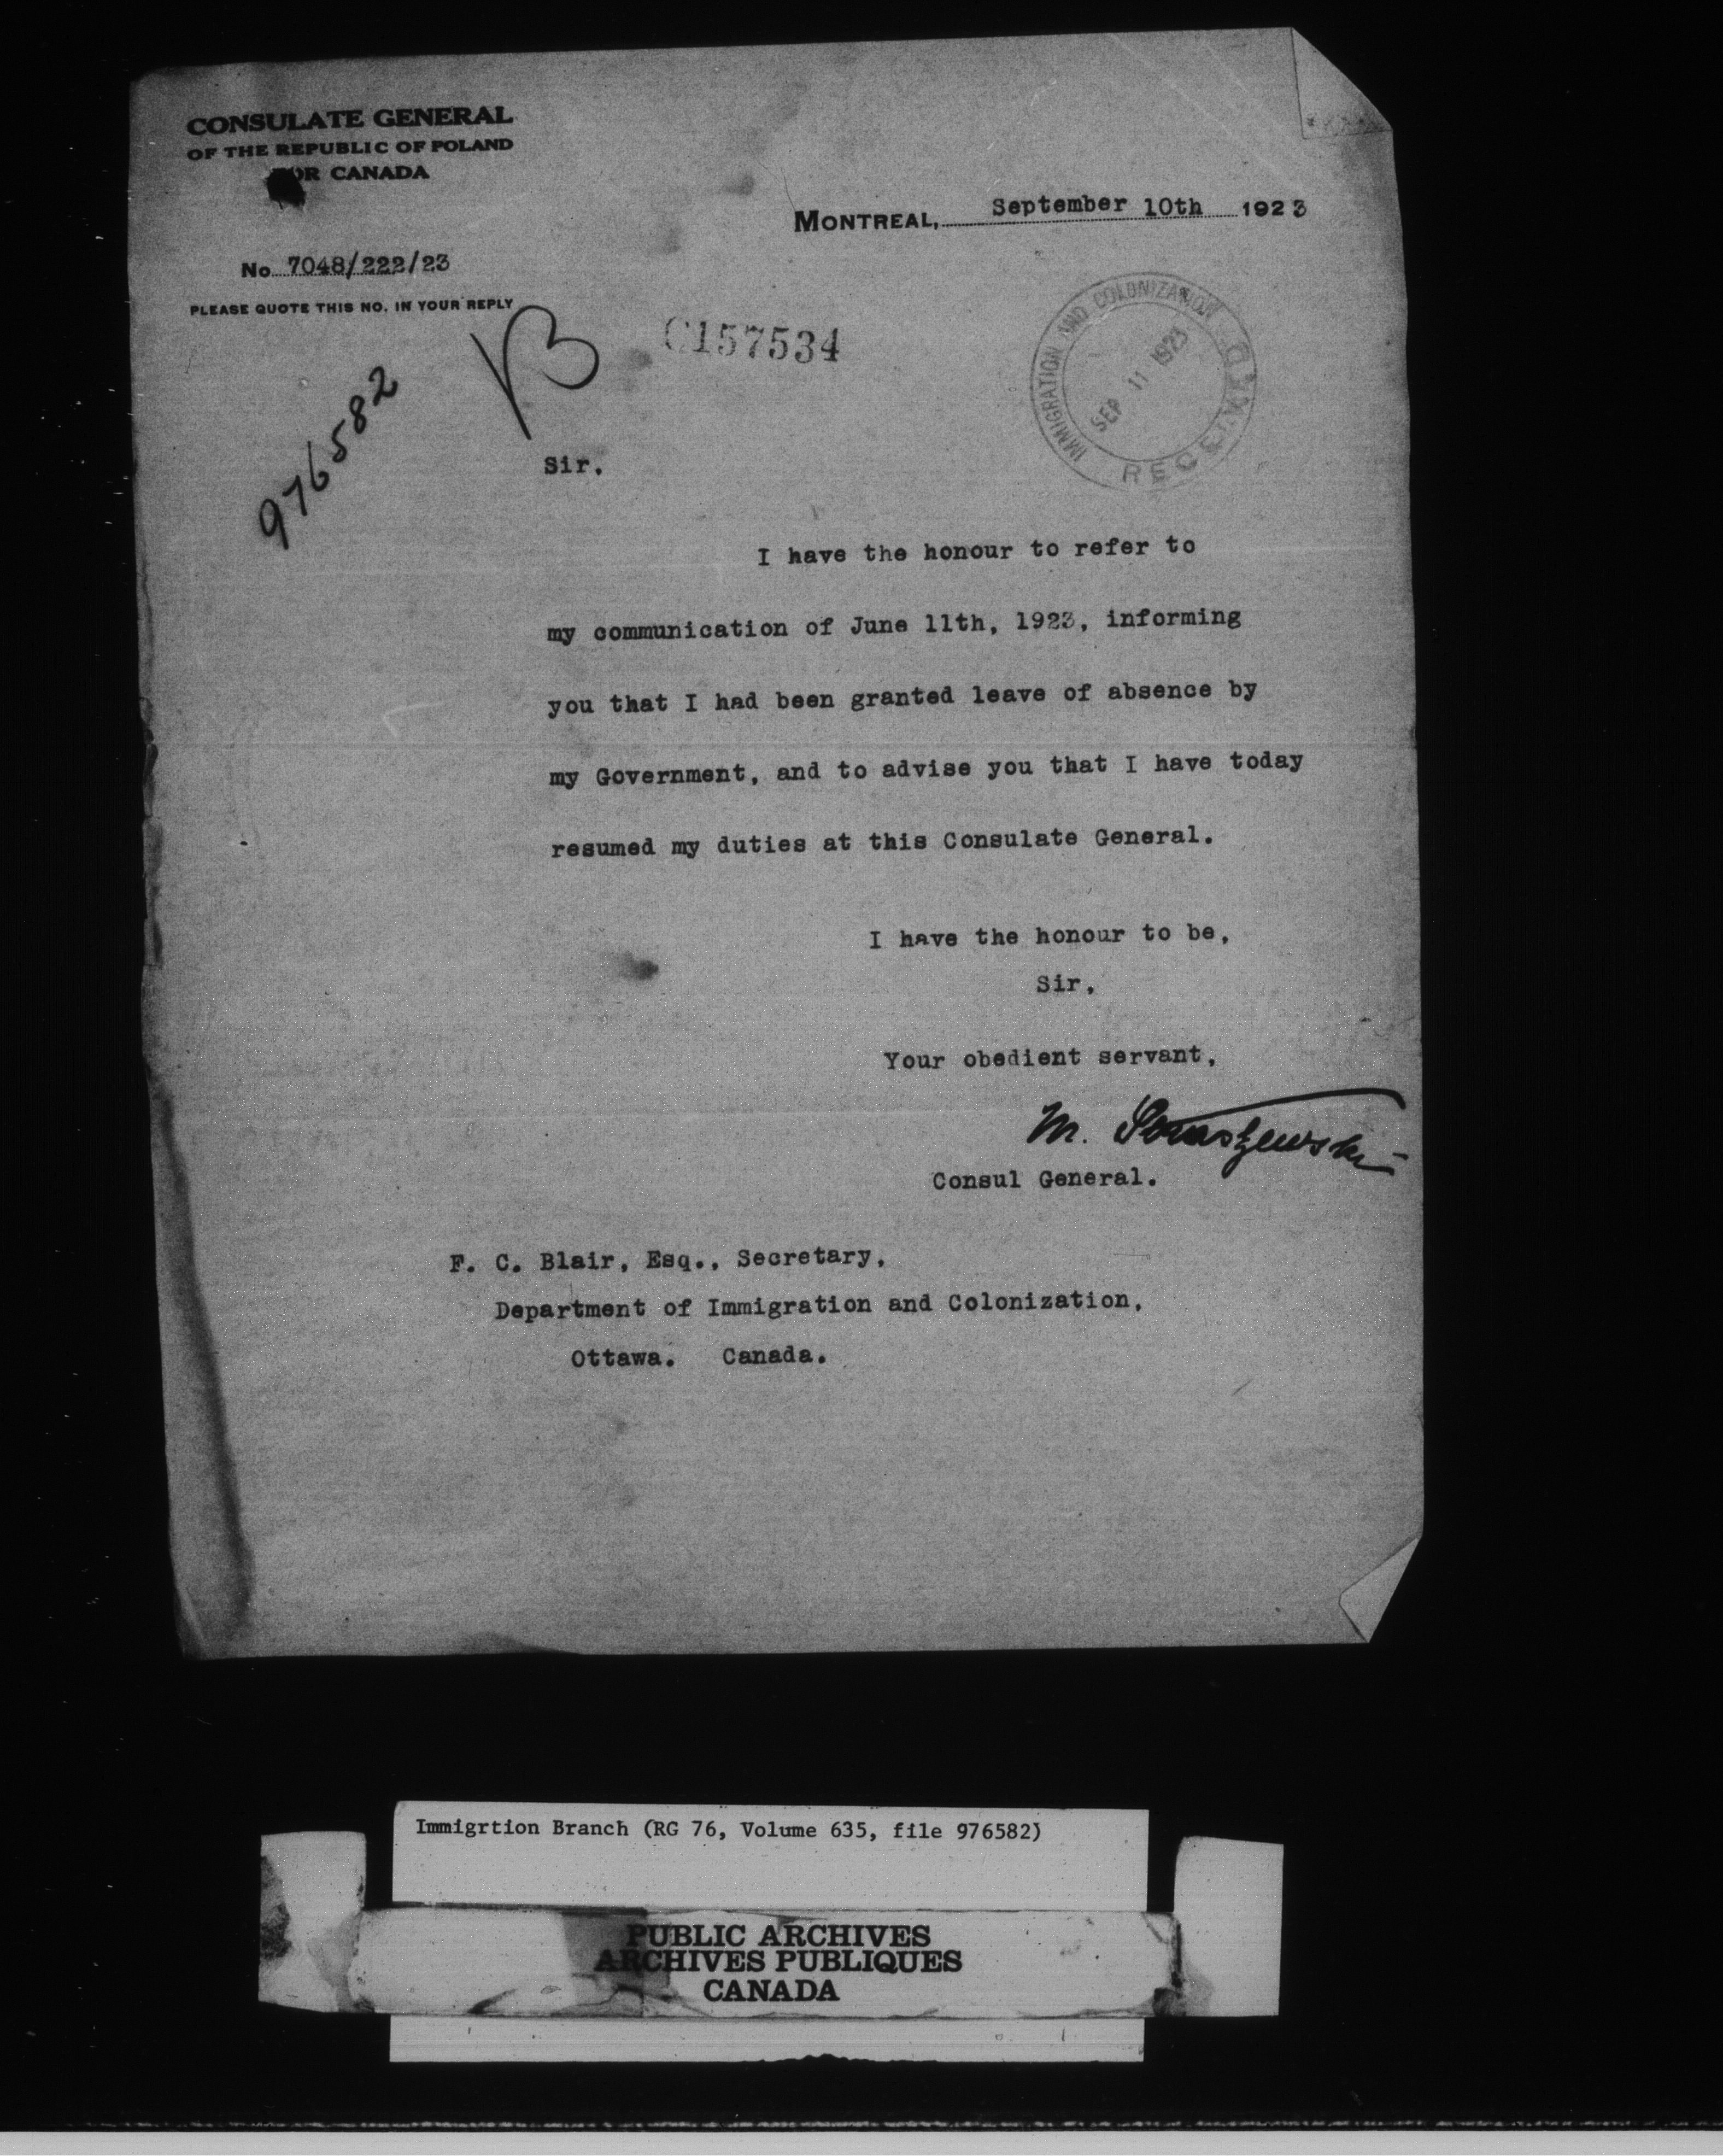 CONSULATE GENERAL
OF THE REPUBLIC OF POLAND
FOR CANADA
MONTREAL, September 10th 1923
No 7048/222/23
PLEASE QUOTE THIS NO. IN YOUR REPLY
C157534
IMMIGRATION AND COLONIZATION
SEP 11 1923
RECEIVED
976582
Sir,
I have the honour to refer to
my communication of June 11th, 1923, informing
you that I had been granted leave of absence by
my Government, and to advise you that I have today
resumed my duties at this Consulate General.
I have the honour to be,
Sir,
Your obedient servant,
M.
Consul General.
F. C. Blair, Esq., Secretary,
Department of Immigration and Colonization,
Ottawa. Canada.
Immigrtion Branch (RG 76, Volume 635, file 976582)
PUBLIC ARCHIVES
ARCHIVES PUBLIQUES
CANADA